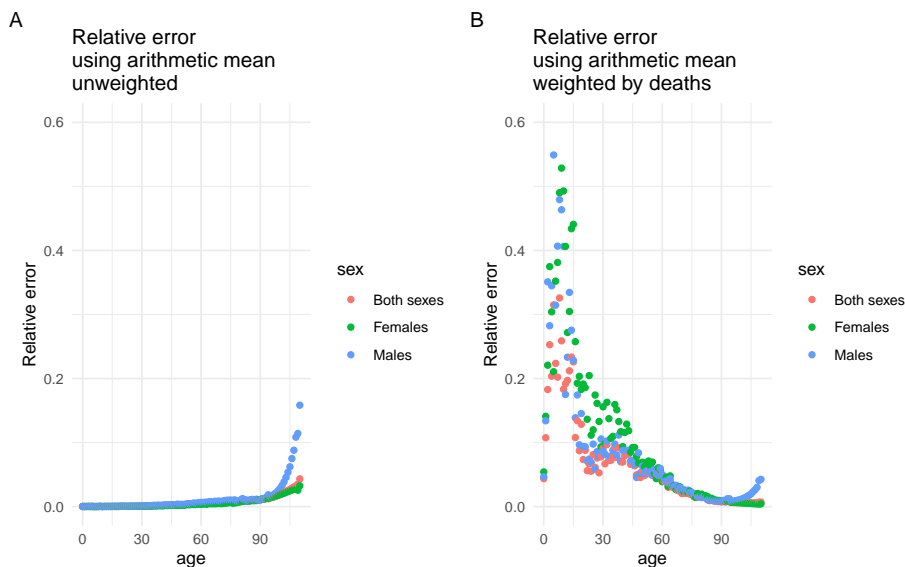 A
Relative error
using arithmetic mean
unweighted
0.6
0.4
0.2
0.0
Relative error
0 30 60 90
age
sex
Both sexes
Females
Males
B
Relative error
using arithmetic mean
weighted by deaths
0.6
0.4
0.2
0.0
Relative error
0 30 60 90
age
sex
Both sexes
Females
Males